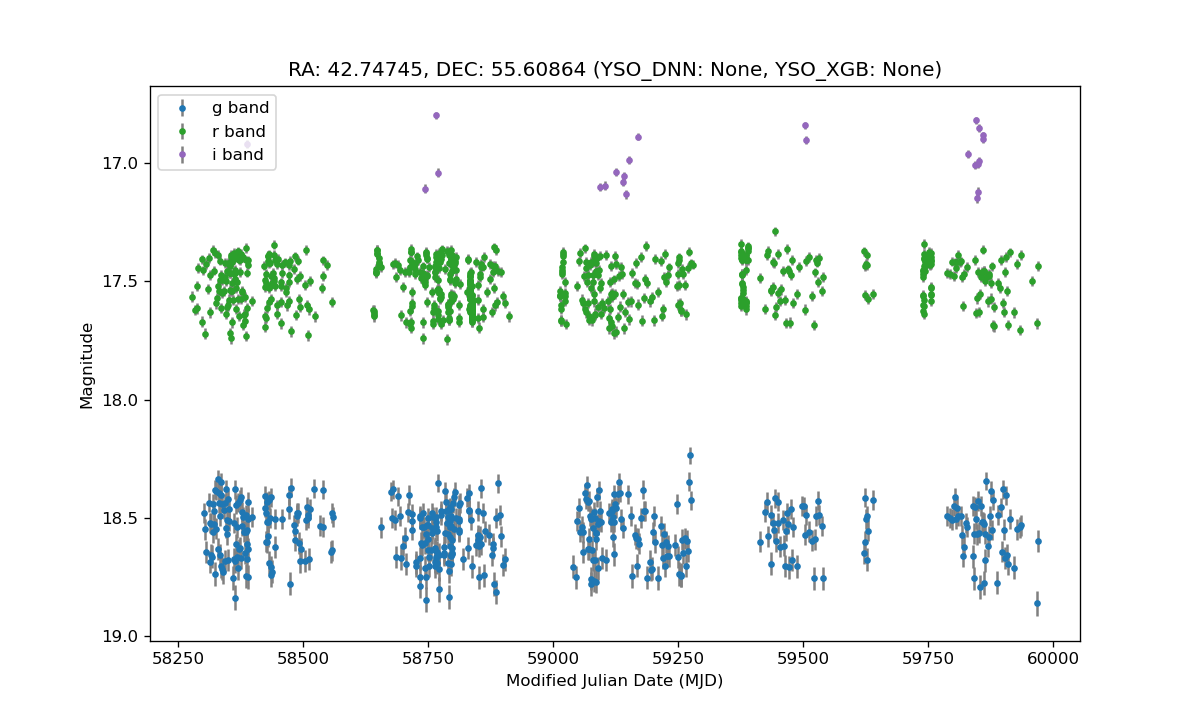 RA: 42.74745, DEC: 55.60864 (YSO_DNN: None, YSO_XGB: None)
g band
r band
i band
17.0
17.5
18.0
18.5
19.0
Magnitude
58250 58500 58750 59000 59250 59500 59750 60000
Modified Julian Date (MJD)